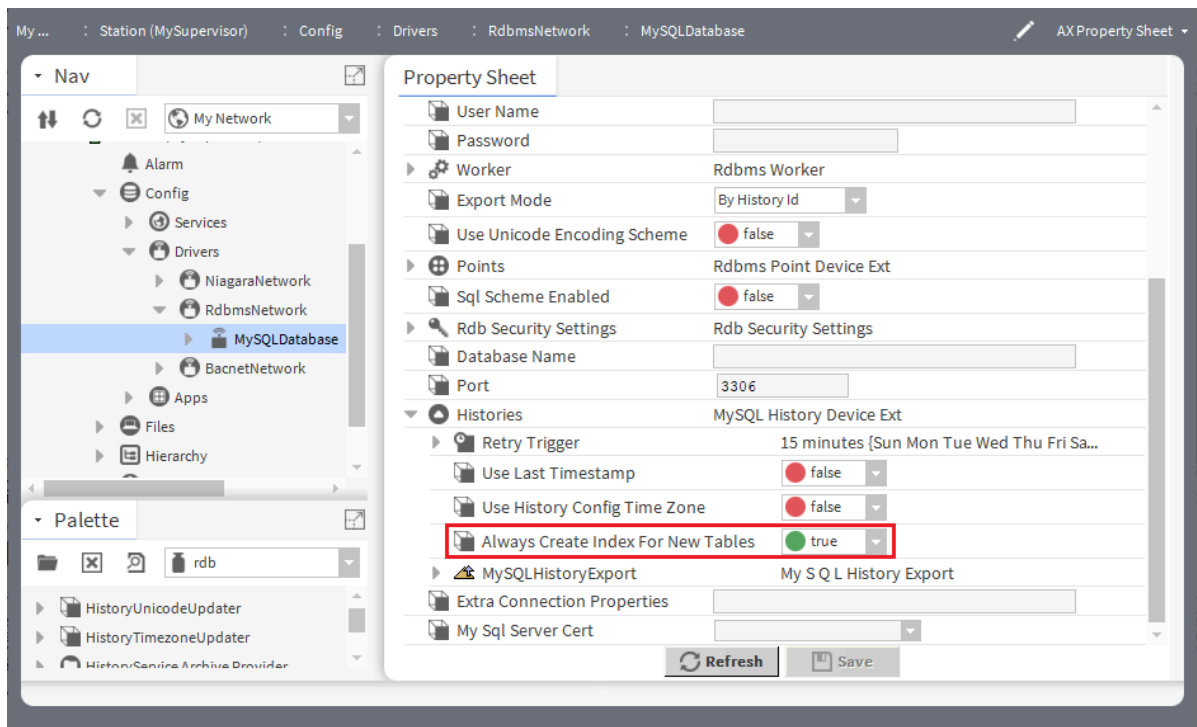 My ... : Station (MySupervisor) : Config : Drivers : RdbmsNetwork : MySQLDatabase AX Property Sheet
Nav
My Network
Alarm
Config
Services
Drivers
NiagaraNetwork
RdbmsNetwork
MySQLDatabase
BacnetNetwork
Apps
Files
Hierarchy
Palette
rdb
HistoryUnicodeUpdater
HistoryTimezoneUpdater
HistoryService Archive Provider
Property Sheet
User Name
Password
Worker Rdbms Worker
Export Mode By History Id
Use Unicode Encoding Scheme false
Points Rdbms Point Device Ext
Sql Scheme Enabled false
Rdb Security Settings Rdb Security Settings
Database Name
Port 3306
Histories MySQL History Device Ext
Retry Trigger 15 minutes {Sun Mon Tue Wed Thu Fri Sa...
Use Last Timestamp false
Use History Config Time Zone false
Always Create Index For New Tables true
MySQLHistoryExport My S Q L History Export
Extra Connection Properties
My Sql Server Cert
Refresh Save